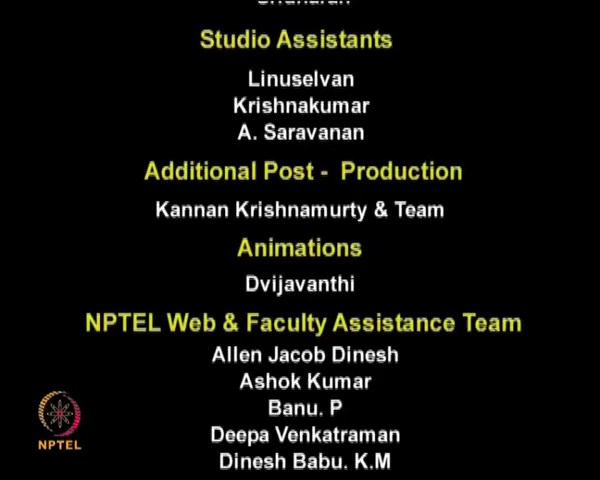 Studio Assistants
Linuselvan
Krishnakumar
A. Saravanan
Additional Post - Production
Kannan Krishnamurty & Team
Animations
Dvijavanthi
NPTEL Web & Faculty Assistance Team
Allen Jacob Dinesh
Ashok Kumar
Banu. P
Deepa Venkatraman
Dinesh Babu. K.M
NPTEL